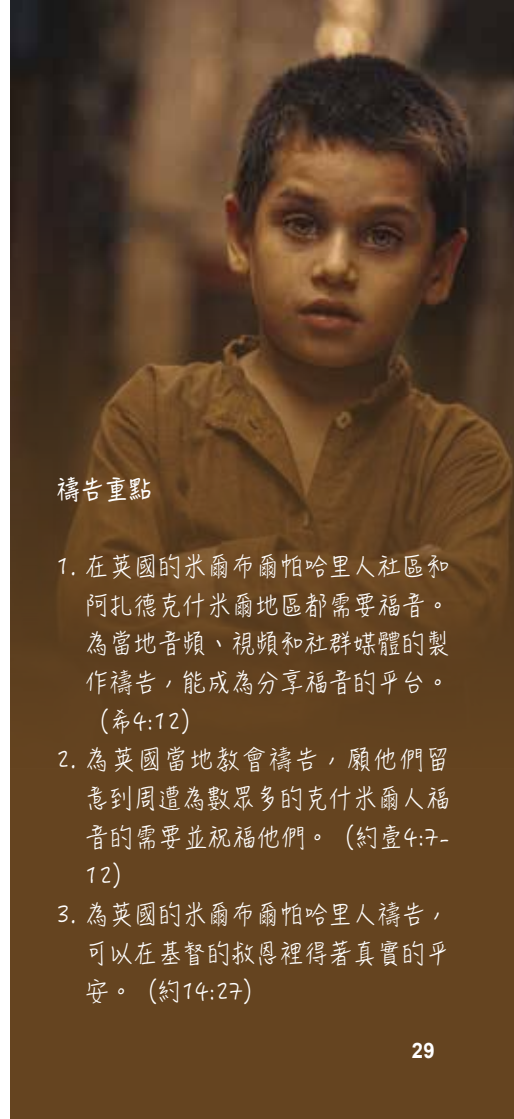 禱告重點
1. 在英國的米爾布爾帕哈里人社區和
阿扎德克什米爾地區都需要福音。
為當地音頻、視頻和社群媒體的製
作禱告，能成為分享福音的平台。
（希4:12）
2. 為英國當地教會禱告，願他們留
意到周遭為數眾多的克什米爾人福
音的需要並祝福他們。（約壹4:7-
12）
3. 為英國的米爾布爾帕哈里人禱告，
可以在基督的救恩裡得著真實的平
安。（約14:27）
29